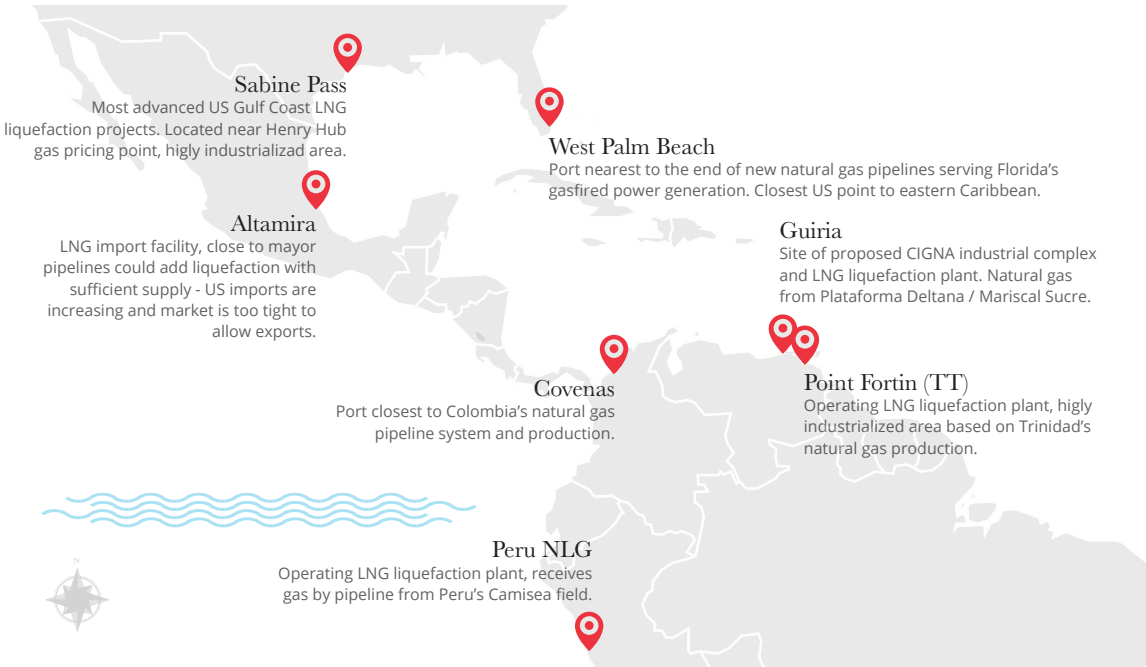 Sabine Pass
Most advanced US Gulf Coast LNG
liquefaction projects. Located near Henry Hub
gas pricing point, higly industrializad area.
West Palm Beach
Port nearest to the end of new natural gas pipelines serving Florida's
gasfired power generation. Closest US point to eastern Caribbean.
Altamira
LNG import facility, close to mayor
pipelines could add liquefaction with
sufficient supply - US imports are
increasing and market is too tight to
allow exports.
Guiria
Site of proposed CIGNA industrial complex
and LNG liquefaction plant. Natural gas
from Plataforma Deltana / Mariscal Sucre.
Covenas
Port closest to Colombia's natural gas
pipeline system and production.
Point Fortin (TT)
Operating LNG liquefaction plant, higly
industrialized area based on Trinidad's
natural gas production.
Peru NLG
Operating LNG liquefaction plant, receives
gas by pipeline from Peru's Camisea field.
N